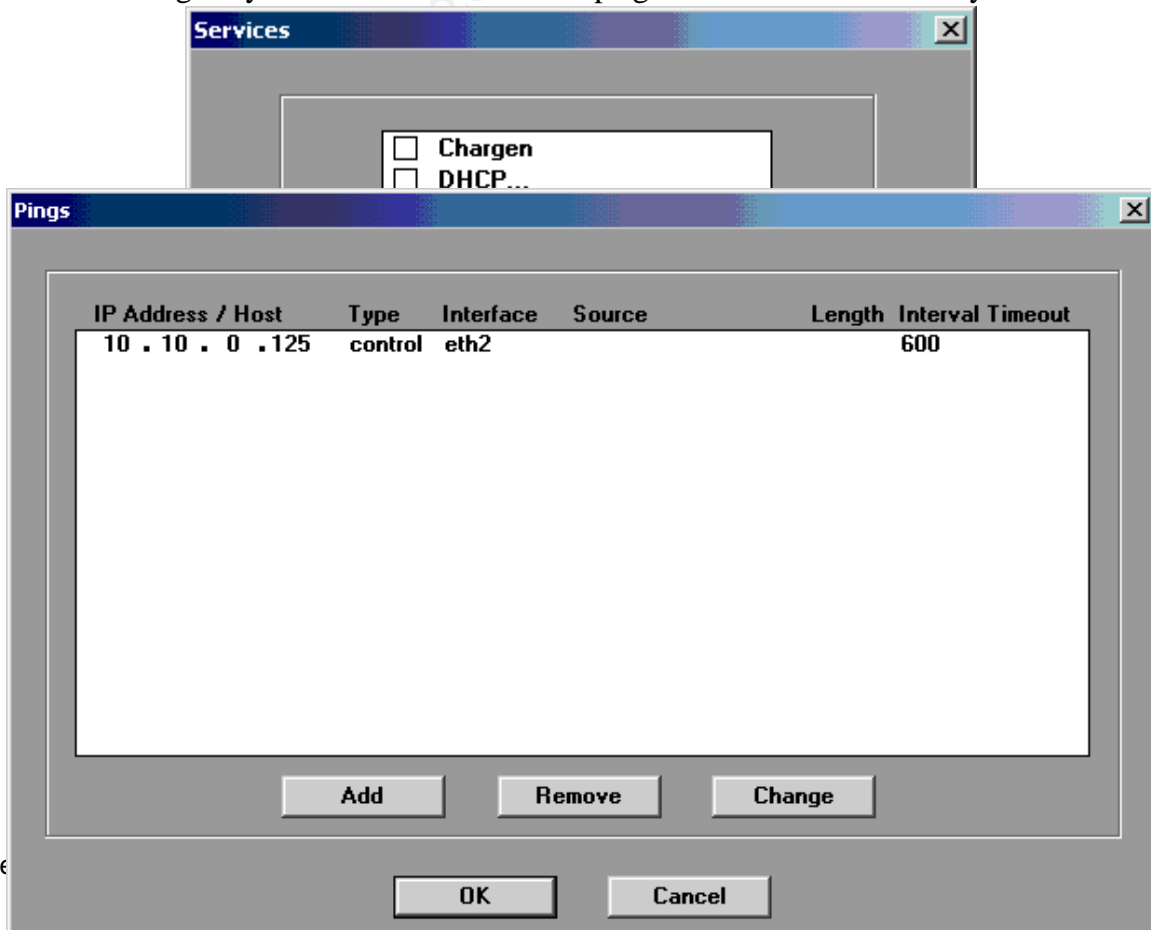 Services
Chargen
DHCP...
Pings
IP Address / Host Type Interface Source Length Interval Timeout
10 . 10 . 0 .125 control eth2 600
Add Remove Change
OK Cancel